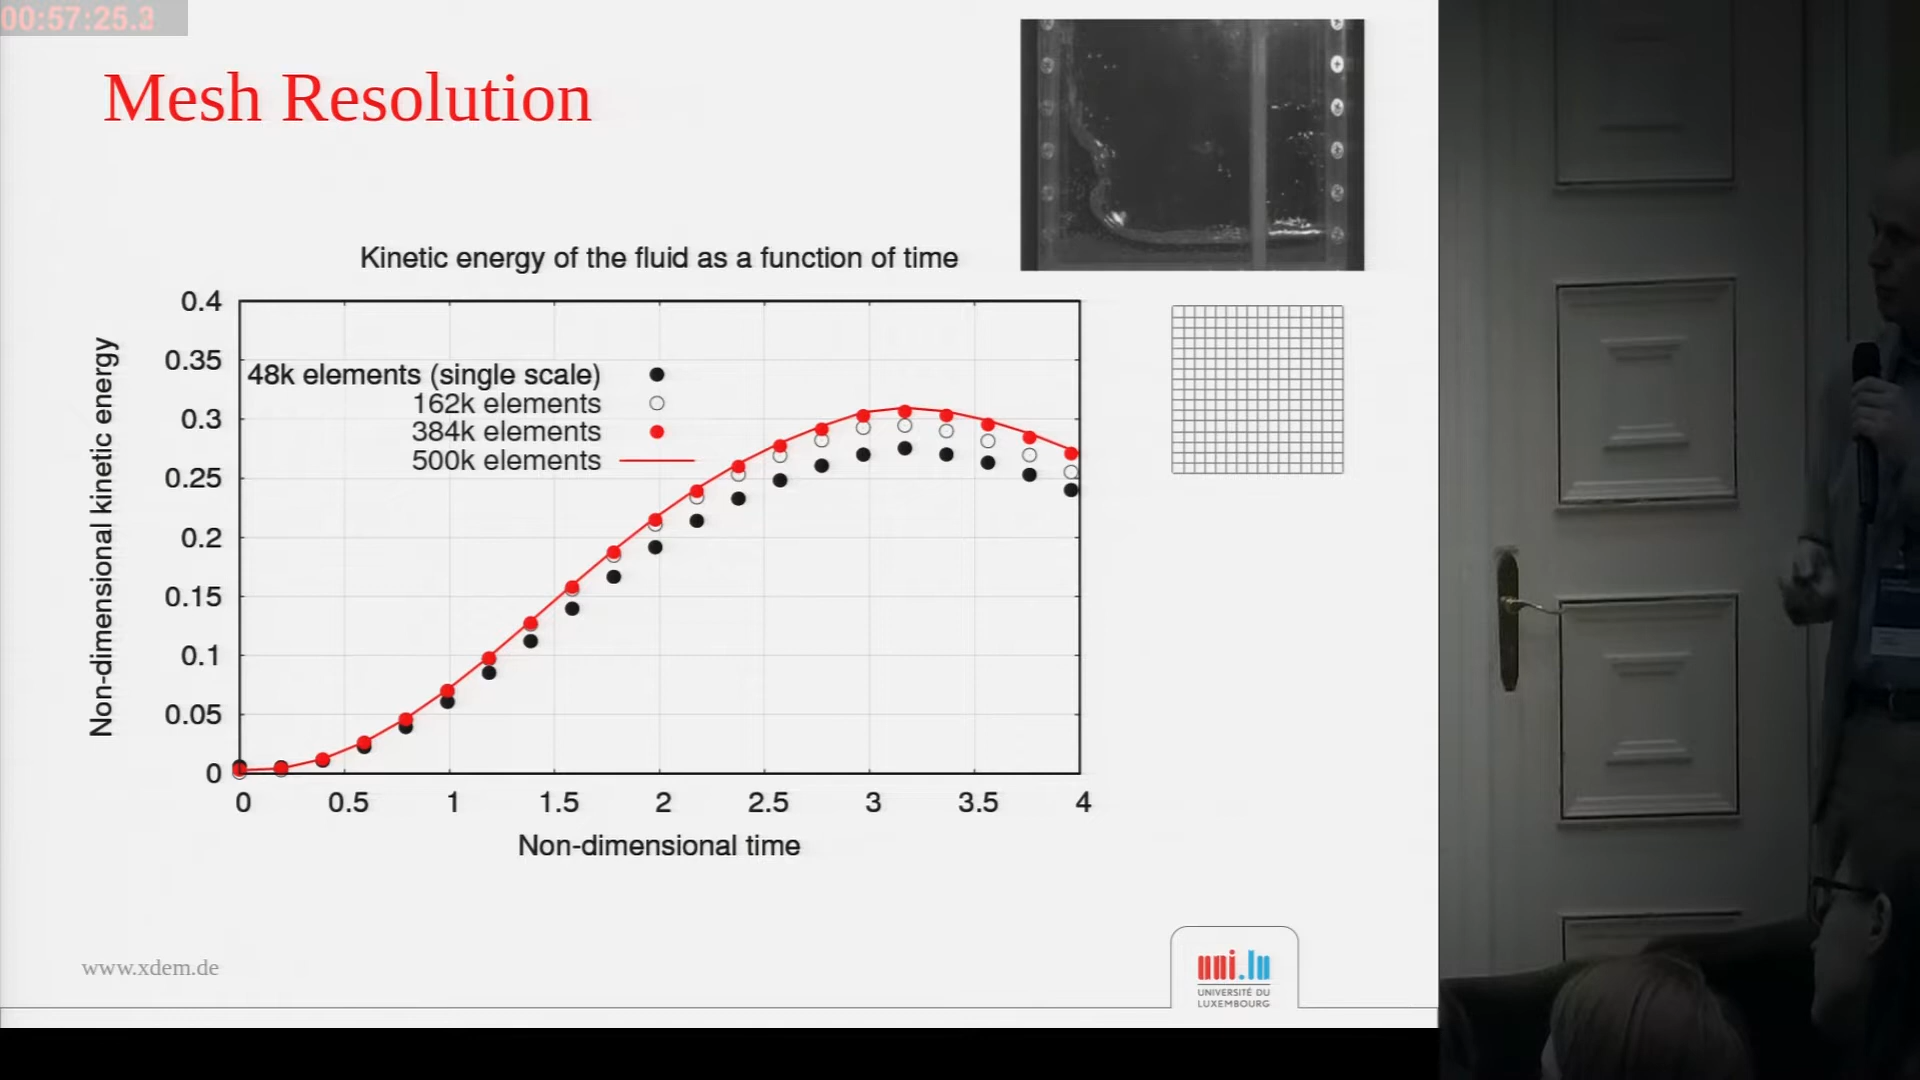 00:57:25.3
Mesh Resolution
Kinetic energy of the fluid as a function of time
Non-dimensional kinetic energy
0.4
0.35
0.3
0.25
0.2
0.15
0.1
0.05
0
48k elements (single scale)
162k elements
384k elements
500k elements
0 0.5 1 1.5 2 2.5 3 3.5 4
Non-dimensional time
www.xdem.de
uni.lu
UNIVERSITÉ DU
LUXEMBOURG